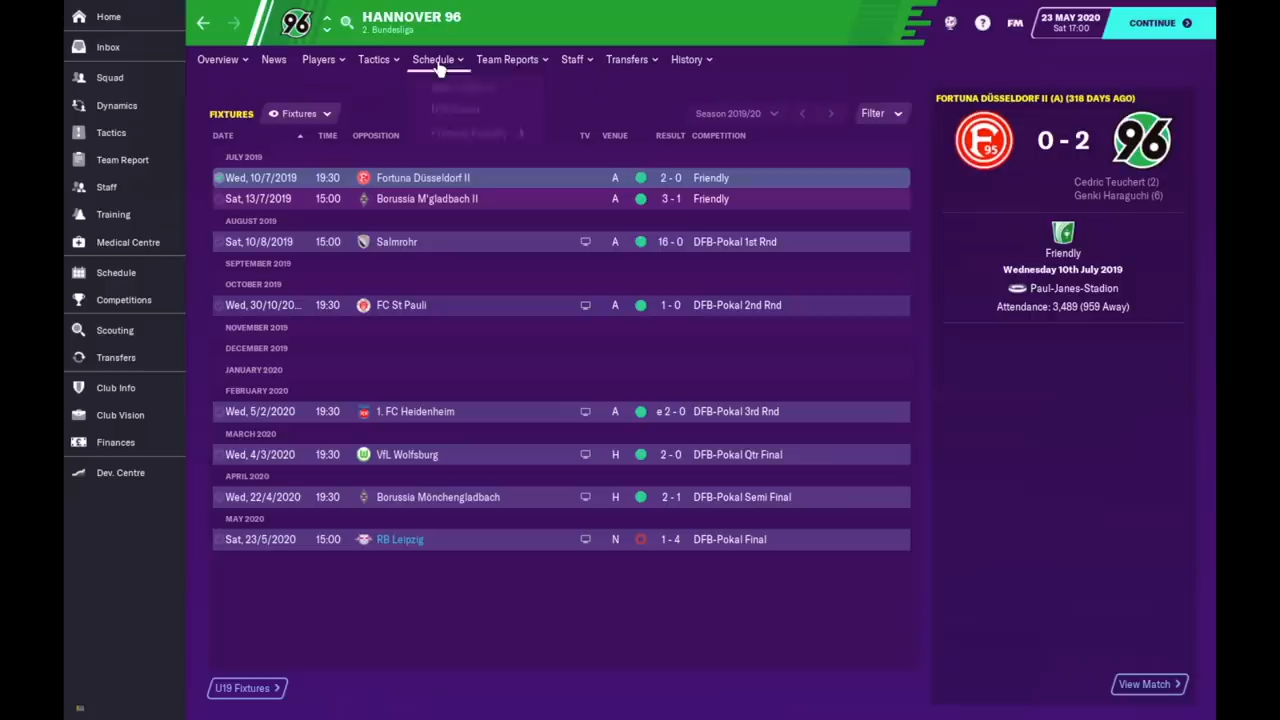 Home
Inbox
Squad
Dynamics
Tactics
Team Report
Staff
Training
Medical Centre
Schedule
Competitions
Scouting
Transfers
Club Info
Club Vision
Finances
Dev. Centre
96
HANNOVER 96
2. Bundesliga
?
FM
23 MAY 2020
Sat 17:00
CONTINUE
Overview
News
Players
Tactics
Schedule
Team Reports
Staff
Transfers
History
FIXTURES
Fixtures
Season 2019/20
Filter
DATE TIME OPPOSITION TV VENUE RESULT COMPETITION
JULY 2019
Wed, 10/7/2019 19:30 Fortuna Düsseldorf II A 2 - 0 Friendly
Sat, 13/7/2019 15:00 Borussia M'gladbach II A 3 - 1 Friendly
AUGUST 2019
Sat, 10/8/2019 15:00 Salmrohr A 16 - 0 DFB-Pokal 1st Rnd
SEPTEMBER 2019
OCTOBER 2019
Wed, 30/10/20... 19:30 FC St Pauli A 1 - 0 DFB-Pokal 2nd Rnd
NOVEMBER 2019
DECEMBER 2019
JANUARY 2020
FEBRUARY 2020
Wed, 5/2/2020 19:30 1. FC Heidenheim A e 2 - 0 DFB-Pokal 3rd Rnd
MARCH 2020
Wed, 4/3/2020 19:30 VfL Wolfsburg H 2 - 0 DFB-Pokal Qtr Final
APRIL 2020
Wed, 22/4/2020 19:30 Borussia Mönchengladbach H 2 - 1 DFB-Pokal Semi Final
MAY 2020
Sat, 23/5/2020 15:00 RB Leipzig N 1 - 4 DFB-Pokal Final
U19 Fixtures
FORTUNA DÜSSELDORF II (A) (318 DAYS AGO)
F 95
0 - 2
96
Cedric Teuchert (2)
Genki Haraguchi (6)
Friendly
Wednesday 10th July 2019
Paul-Janes-Stadion
Attendance: 3,489 (959 Away)
View Match